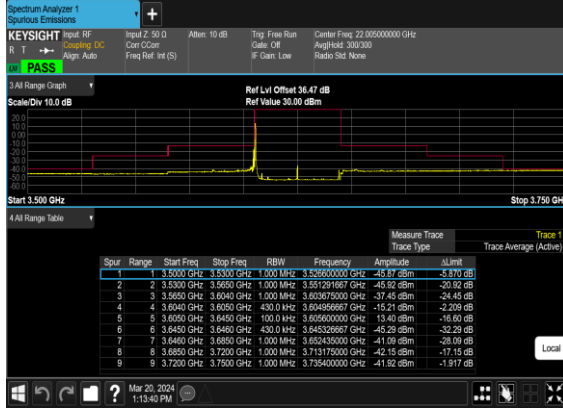 Spectrum Analyzer 1
Spurious Emissions
KEYSIGHT Input: RF Input Z: 50 Ω Atten: 10 dB Trig: Free Run Center Freq: 22.005000000 GHz
R T Coupling: DC Corr CCorr Gate: Off Avg|Hold: 300/300
Align: Auto Freq Ref: Int (S) IF Gain: Low Radio Std: None
PASS
3 All Range Graph
Ref Lvl Offset 36.47 dB
Scale/Div 10.0 dB Ref Value 30.00 dBm
20.0
10.0
0.00
-10.0
-20.0
-30.0
-40.0
-50.0
-60.0
Start 3.500 GHz Stop 3.750 GH
4 All Range Table
Measure Trace Trace 1
Trace Type Trace Average (Active)
Spur Range Start Freq Stop Freq RBW Frequency Amplitude ΔLimit
1 1 3.5000 GHz 3.5300 GHz 1.000 MHz 3.526600000 GHz -45.87 dBm -5.870 dB
2 2 3.5300 GHz 3.5650 GHz 1.000 MHz 3.551291667 GHz -45.92 dBm -20.92 dB
3 3 3.5650 GHz 3.6040 GHz 1.000 MHz 3.603675000 GHz -37.45 dBm -24.45 dB
4 4 3.6040 GHz 3.6050 GHz 430.0 kHz 3.604956667 GHz -15.21 dBm -2.209 dB
5 5 3.6050 GHz 3.6450 GHz 100.0 kHz 3.605600000 GHz 13.40 dBm -16.60 dB
6 6 3.6450 GHz 3.6460 GHz 430.0 kHz 3.645326667 GHz -45.29 dBm -32.29 dB
7 7 3.6460 GHz 3.6850 GHz 1.000 MHz 3.652435000 GHz -41.09 dBm -28.09 dB
8 8 3.6850 GHz 3.7200 GHz 1.000 MHz 3.713175000 GHz -42.15 dBm -17.15 dB
9 9 3.7200 GHz 3.7500 GHz 1.000 MHz 3.735400000 GHz -41.92 dBm -1.917 dB
Local
Mar 20, 2024
1:13:40 PM